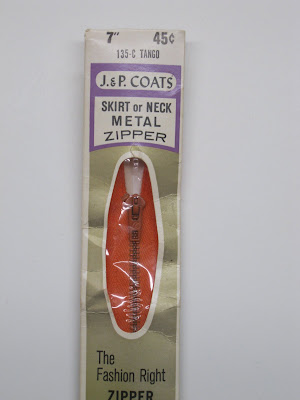 7" 45¢
135-C TANGO
J.&P. COATS
SKIRT or NECK
METAL
ZIPPER
The
Fashion Right
ZIPPER